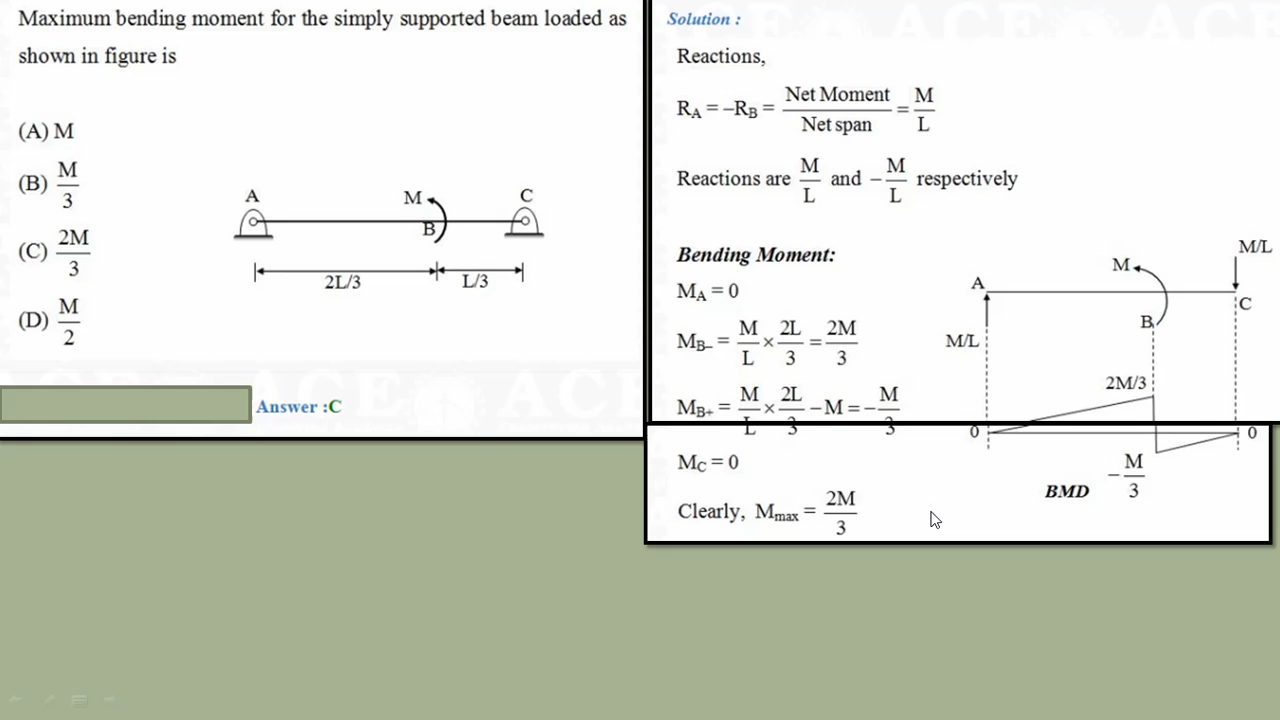 Maximum bending moment for the simply supported beam loaded as
shown in figure is
(A) M
(B) M/3
(C) 2M/3
(D) M/2
A
M
B
C
2L/3
L/3
Answer :C
Solution :
Reactions,
R_A = –R_B = Net Moment/Net span = M/L
Reactions are M/L and –M/L respectively
Bending Moment:
M_A = 0
M_B– = M/L × 2L/3 = 2M/3
M_B+ = M/L × 2L/3 – M = –M/3
M_C = 0
Clearly, M_max = 2M/3
M/L
M
A
C
B
M/L
2M/3
0
0
–M/3
BMD